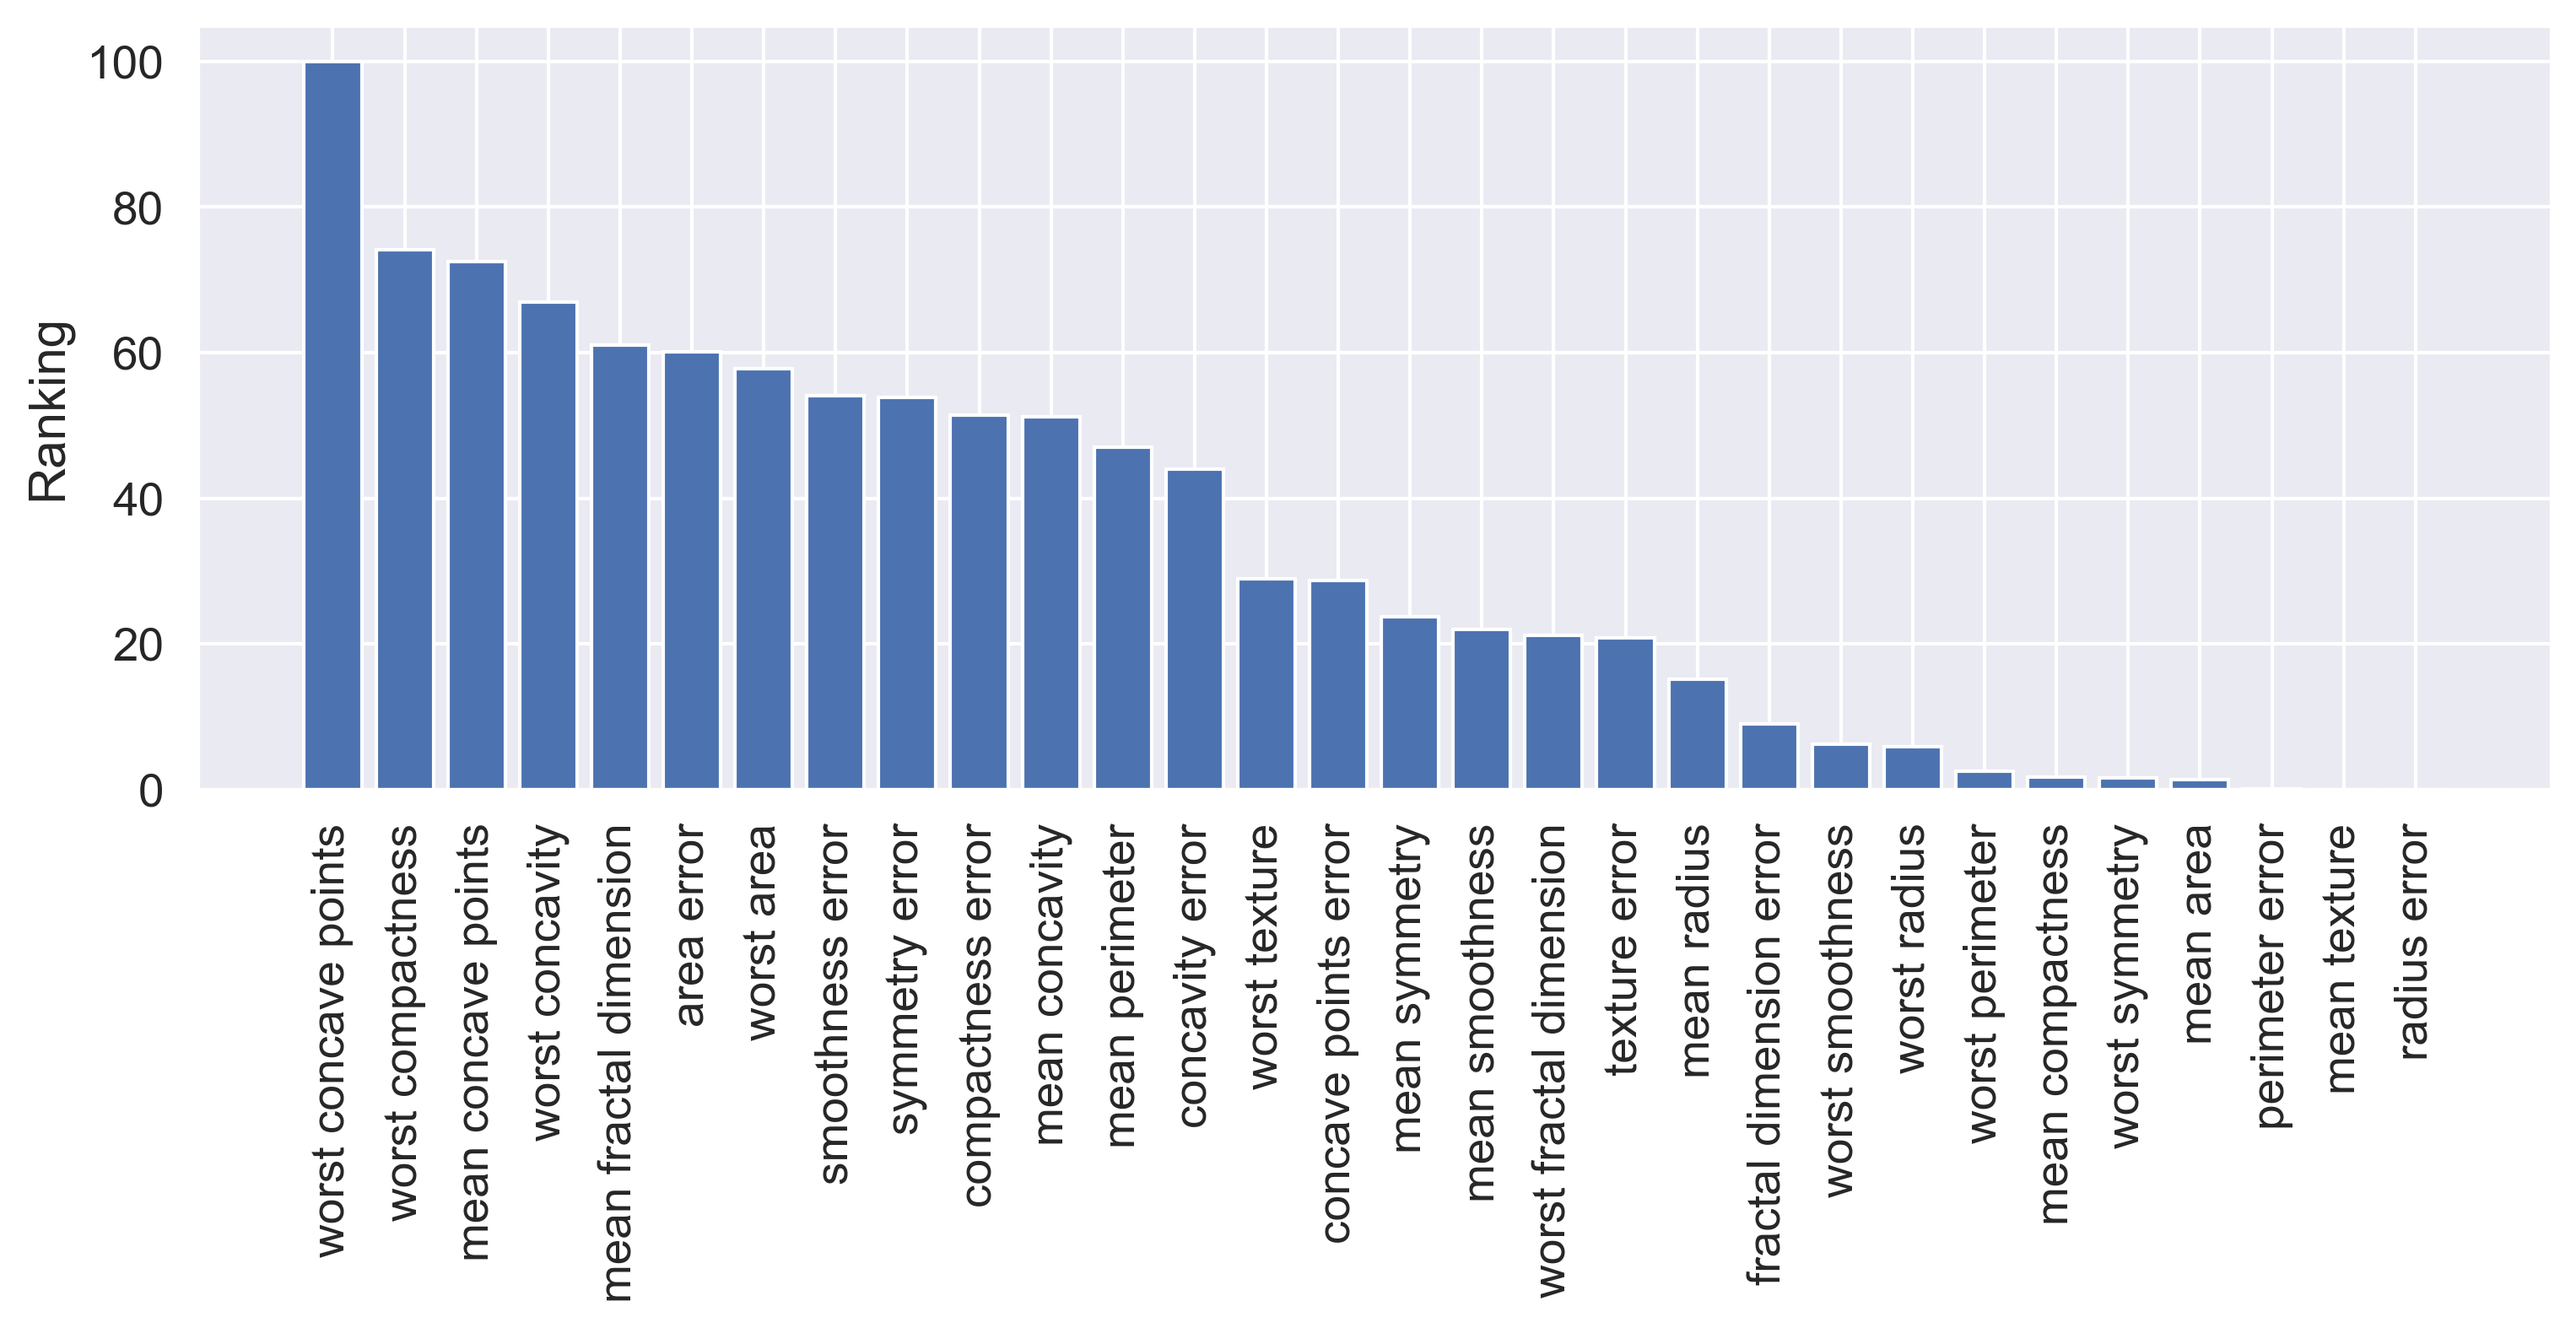 Ranking
100
80
60
40
20
0
worst concave points
worst compactness
mean concave points
worst concavity
mean fractal dimension
area error
worst area
smoothness error
symmetry error
compactness error
mean concavity
mean perimeter
concavity error
worst texture
concave points error
mean symmetry
mean smoothness
worst fractal dimension
texture error
mean radius
fractal dimension error
worst smoothness
worst radius
worst perimeter
mean compactness
worst symmetry
mean area
perimeter error
mean texture
radius error